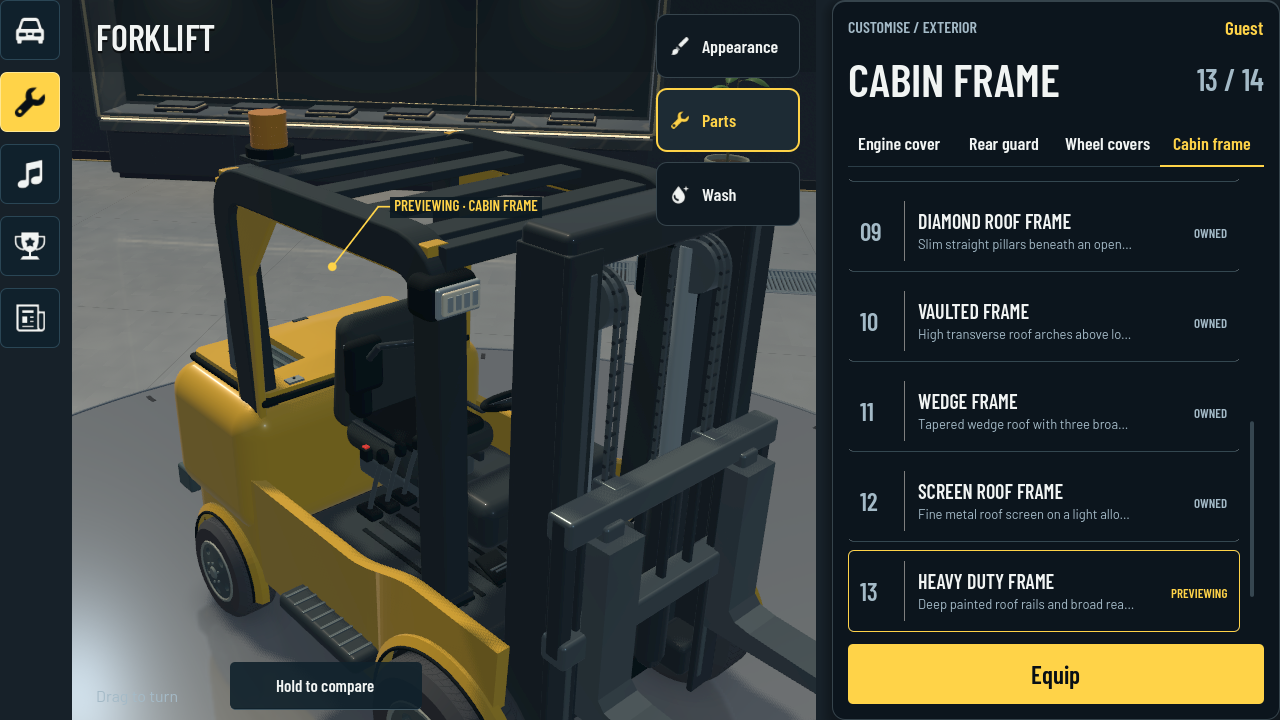 FORKLIFT
Appearance
Parts
Wash
PREVIEWING · CABIN FRAME
Drag to turn
Hold to compare
CUSTOMISE / EXTERIOR
Guest
CABIN FRAME
13 / 14
Engine cover
Rear guard
Wheel covers
Cabin frame
09
DIAMOND ROOF FRAME
Slim straight pillars beneath an open...
OWNED
10
VAULTED FRAME
High transverse roof arches above lo...
OWNED
11
WEDGE FRAME
Tapered wedge roof with three broa...
OWNED
12
SCREEN ROOF FRAME
Fine metal roof screen on a light allo...
OWNED
13
HEAVY DUTY FRAME
Deep painted roof rails and broad rea...
PREVIEWING
Equip